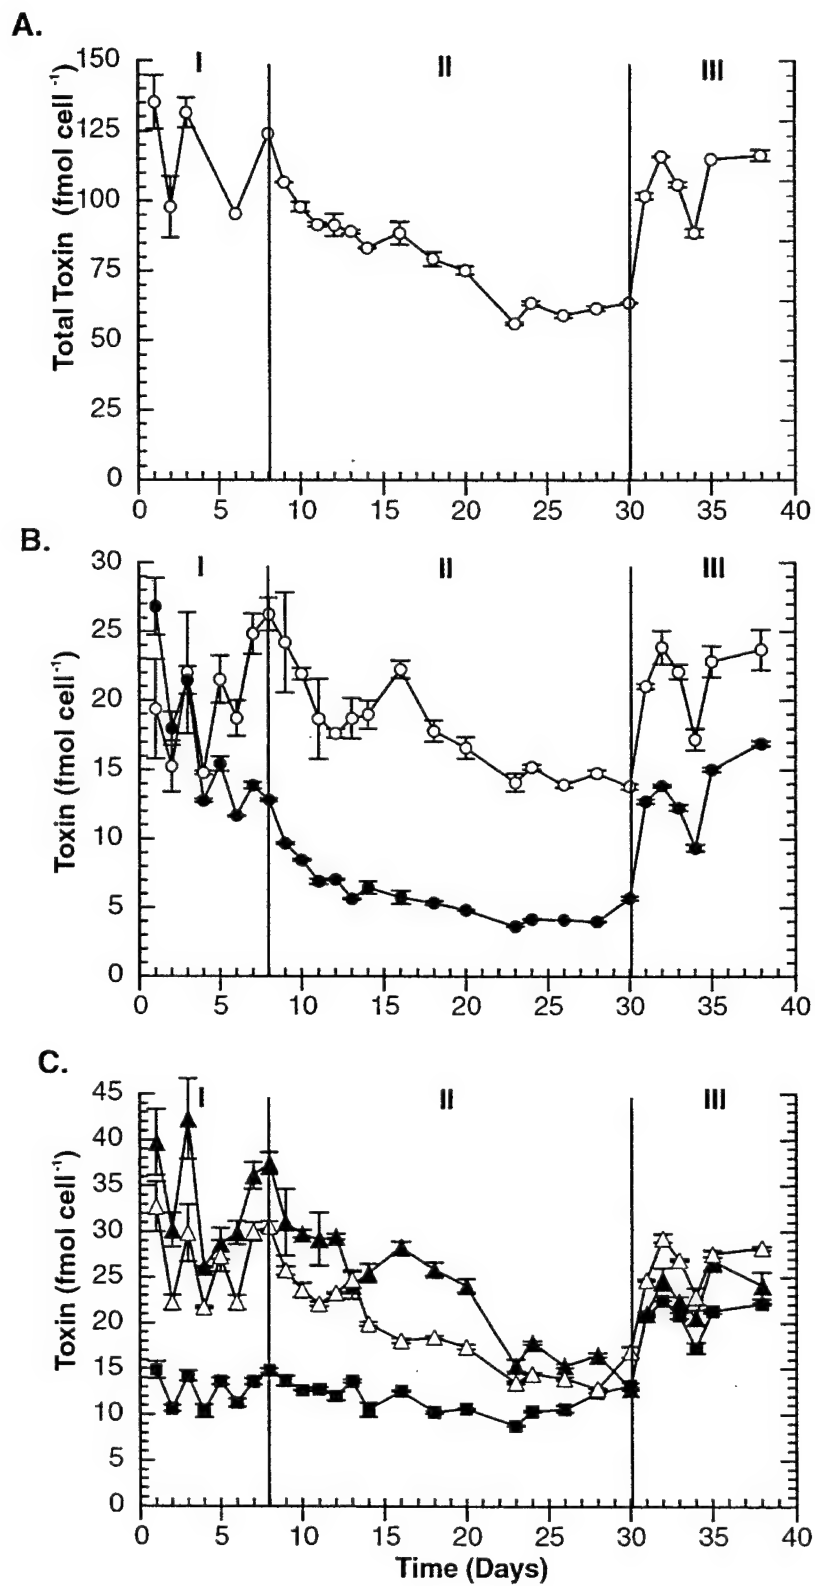 A.
I II III
Total Toxin (fmol cell⁻¹)
150
125
100
75
50
25
0
0 5 10 15 20 25 30 35 40
B.
I II III
Toxin (fmol cell⁻¹)
30
25
20
15
10
5
0
0 5 10 15 20 25 30 35 40
C.
I II III
Toxin (fmol cell⁻¹)
45
40
35
30
25
20
15
10
5
0
0 5 10 15 20 25 30 35 40
Time (Days)